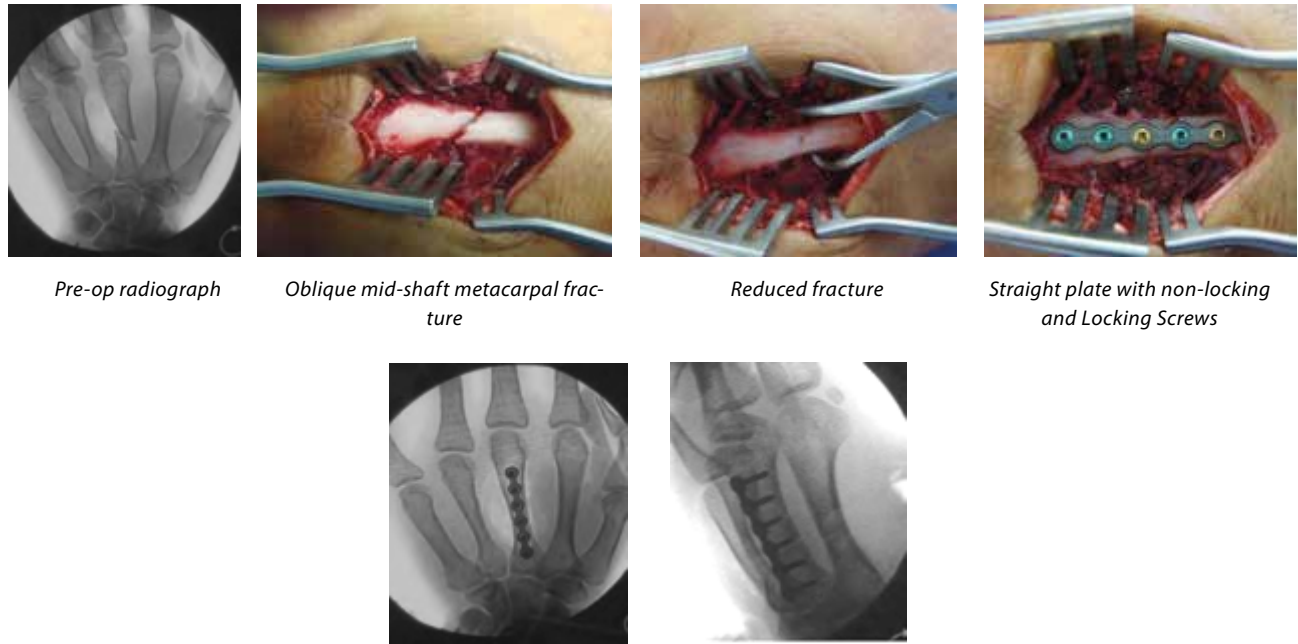 Pre-op radiograph
Oblique mid-shaft metacarpal frac-
ture
Reduced fracture
Straight plate with non-locking
and Locking Screws